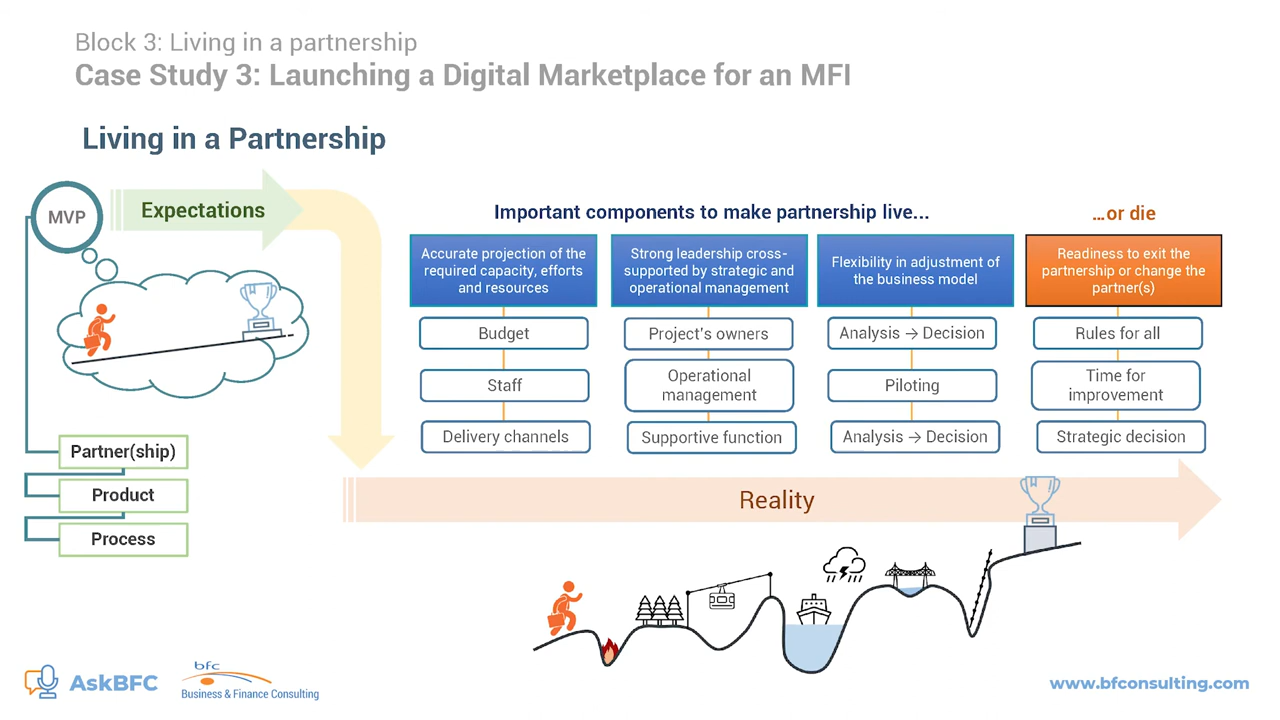 Block 3: Living in a partnership
Case Study 3: Launching a Digital Marketplace for an MFI
Living in a Partnership
MVP
Expectations
Partner(ship)
Product
Process
Important components to make partnership live...
...or die
Accurate projection of the
required capacity, efforts
and resources
Budget
Staff
Delivery channels
Strong leadership cross-
supported by strategic and
operational management
Project's owners
Operational
management
Supportive function
Flexibility in adjustment of
the business model
Analysis → Decision
Piloting
Analysis → Decision
Readiness to exit the
partnership or change the
partner(s)
Rules for all
Time for
improvement
Strategic decision
Reality
AskBFC
bfc
Business & Finance Consulting
www.bfconsulting.com